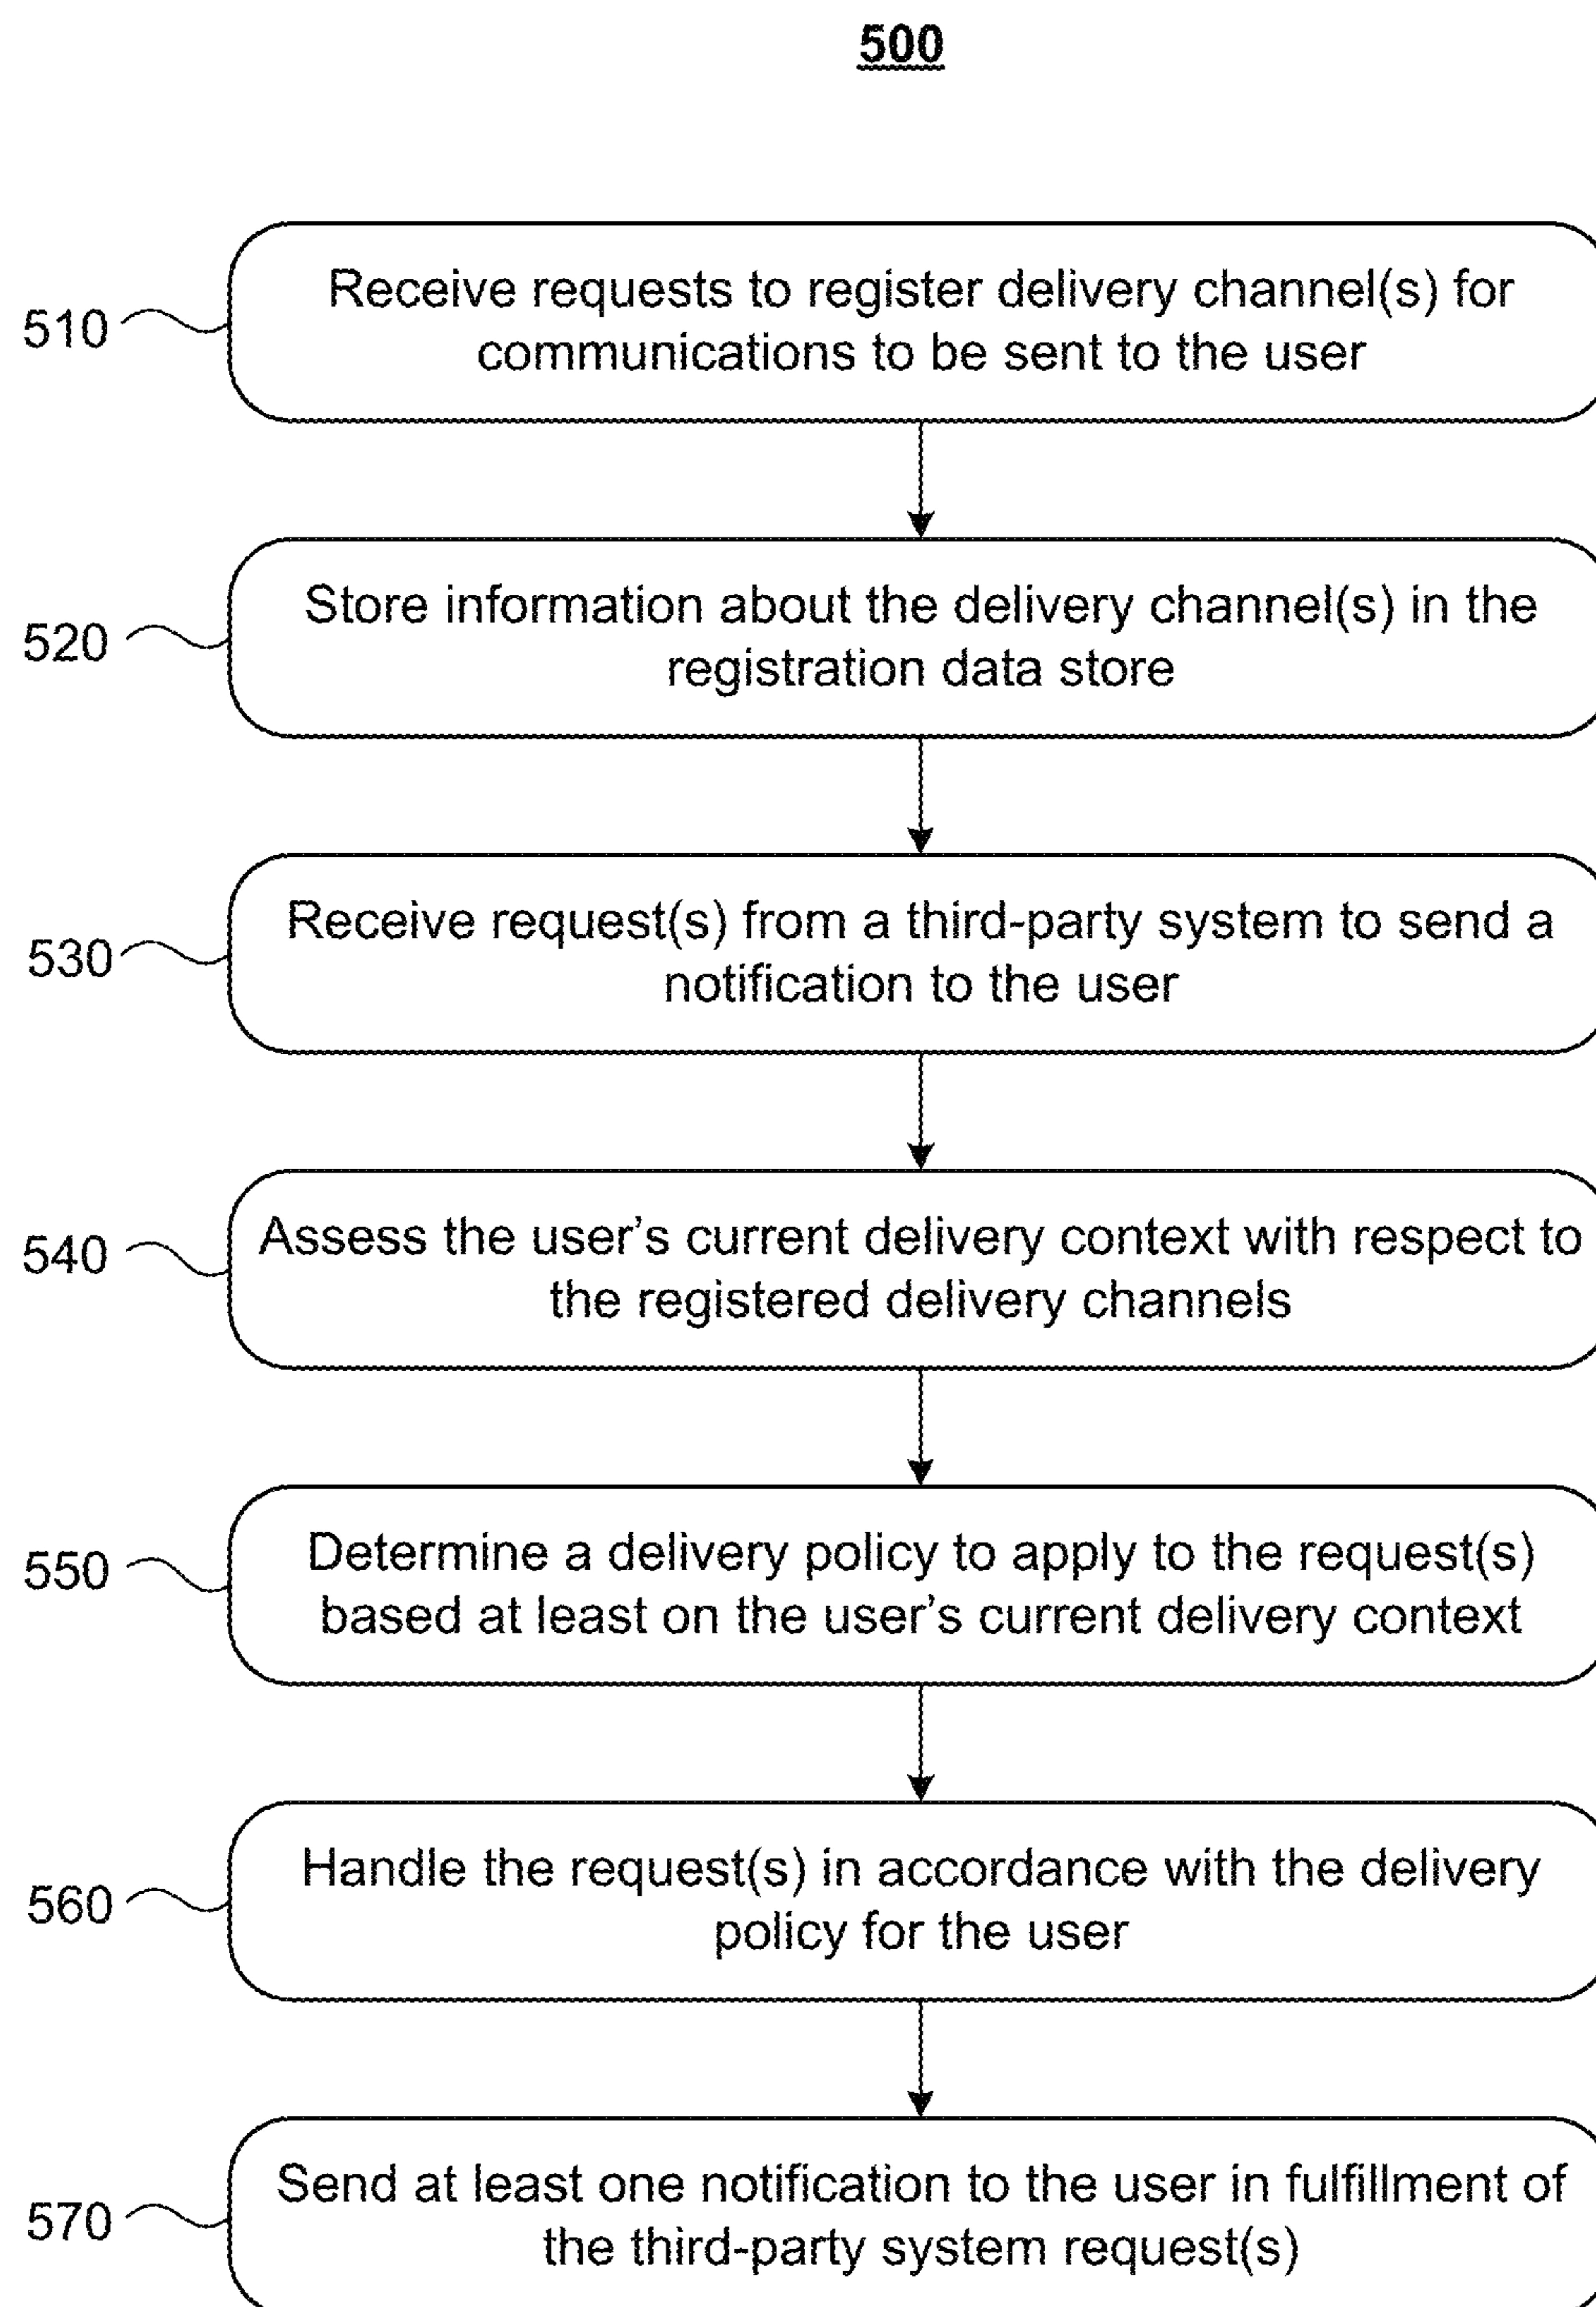 500
510
Receive requests to register delivery channel(s) for
communications to be sent to the user
520
Store information about the delivery channel(s) in the
registration data store
530
Receive request(s) from a third-party system to send a
notification to the user
540
Assess the user's current delivery context with respect to
the registered delivery channels
550
Determine a delivery policy to apply to the request(s)
based at least on the user's current delivery context
560
Handle the request(s) in accordance with the delivery
policy for the user
570
Send at least one notification to the user in fulfillment of
the third-party system request(s)